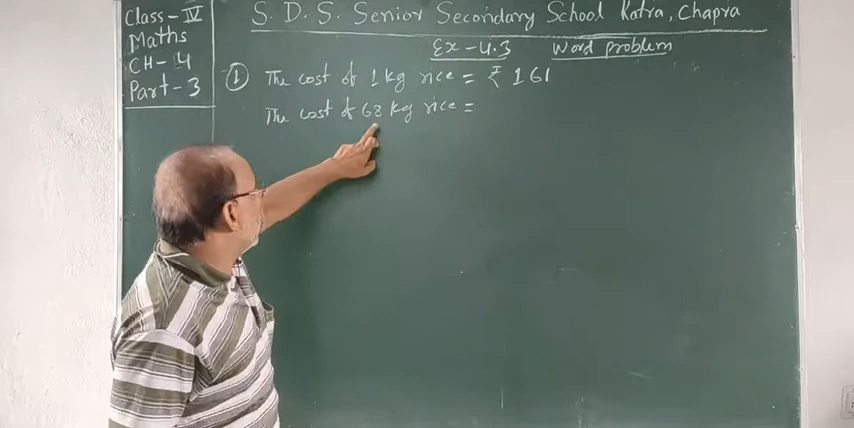 Class-IV
Maths
CH-4
Part-3
S. D. S. Senior Secondary School Katra, Chapra
Ex-4.3 Word problem
① The cost of 1 kg rice = ₹ 161
The cost of 68 kg rice =